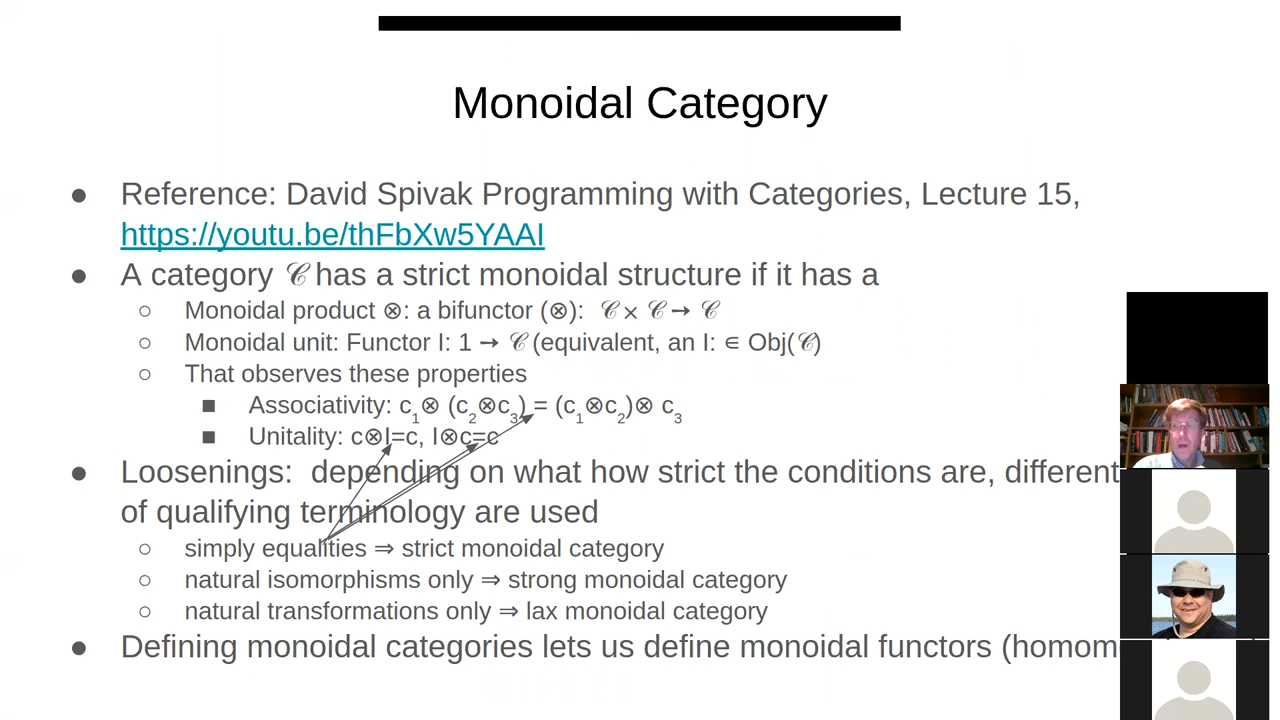 Monoidal Category
● Reference: David Spivak Programming with Categories, Lecture 15,
https://youtu.be/thFbXw5YAAI
● A category 𝒞 has a strict monoidal structure if it has a
○ Monoidal product ⊗: a bifunctor (⊗): 𝒞 × 𝒞 → 𝒞
○ Monoidal unit: Functor I: 1 → 𝒞 (equivalent, an I: ∈ Obj(𝒞)
○ That observes these properties
■ Associativity: c₁⊗ (c₂⊗c₃) = (c₁⊗c₂)⊗ c₃
■ Unitality: c⊗I=c, I⊗c=c
● Loosenings: depending on what how strict the conditions are, different
of qualifying terminology are used
○ simply equalities ⇒ strict monoidal category
○ natural isomorphisms only ⇒ strong monoidal category
○ natural transformations only ⇒ lax monoidal category
● Defining monoidal categories lets us define monoidal functors